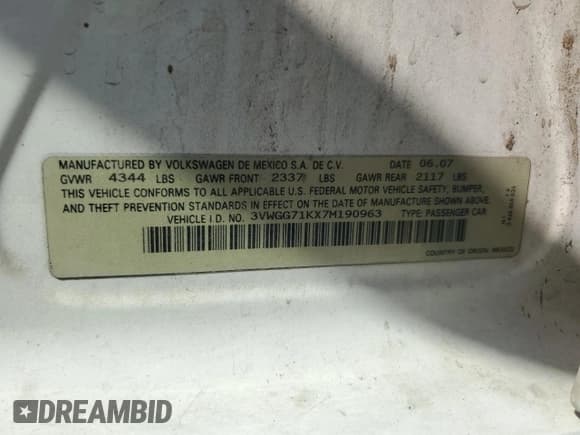 MANUFACTURED BY VOLKSWAGEN DE MEXICO S.A. DE C.V. DATE 06.07
GVWR 4344 LBS GAWR FRONT 2337 LBS GAWR REAR 2117 LBS
THIS VEHICLE CONFORMS TO ALL U.S. FEDERAL MOTOR VEHICLE SAFETY, BUMPER,
AND THEFT PREVENTION STANDARDS IN EFFECT ON THE DATE OF MANUFACTURE SHOWN ABOVE.
VEHICLE I.D. NO. 3VWGG71KX7M190963 TYPE: PASSENGER CAR
COUNTRY OF ORIGIN: MEXICO
DREAMBID